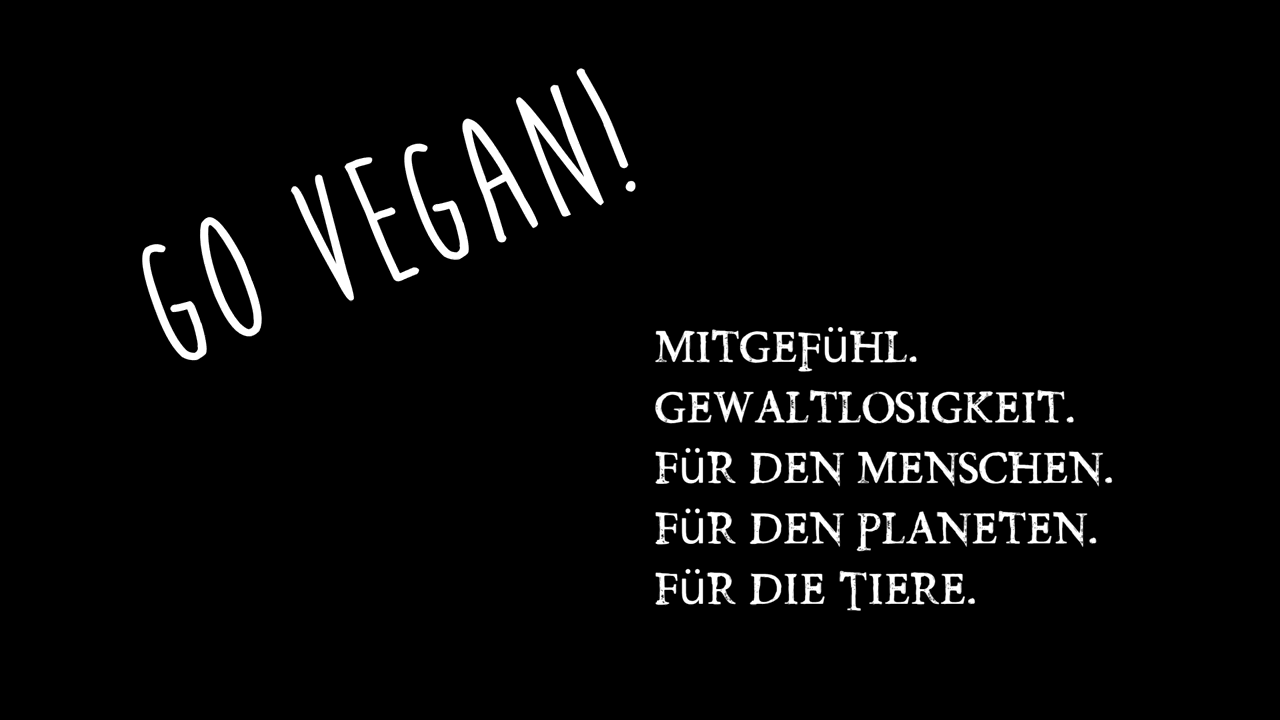 GO VEGAN!
MITGEFÜHL.
GEWALTLOSIGKEIT.
FÜR DEN MENSCHEN.
FÜR DEN PLANETEN.
FÜR DIE TIERE.